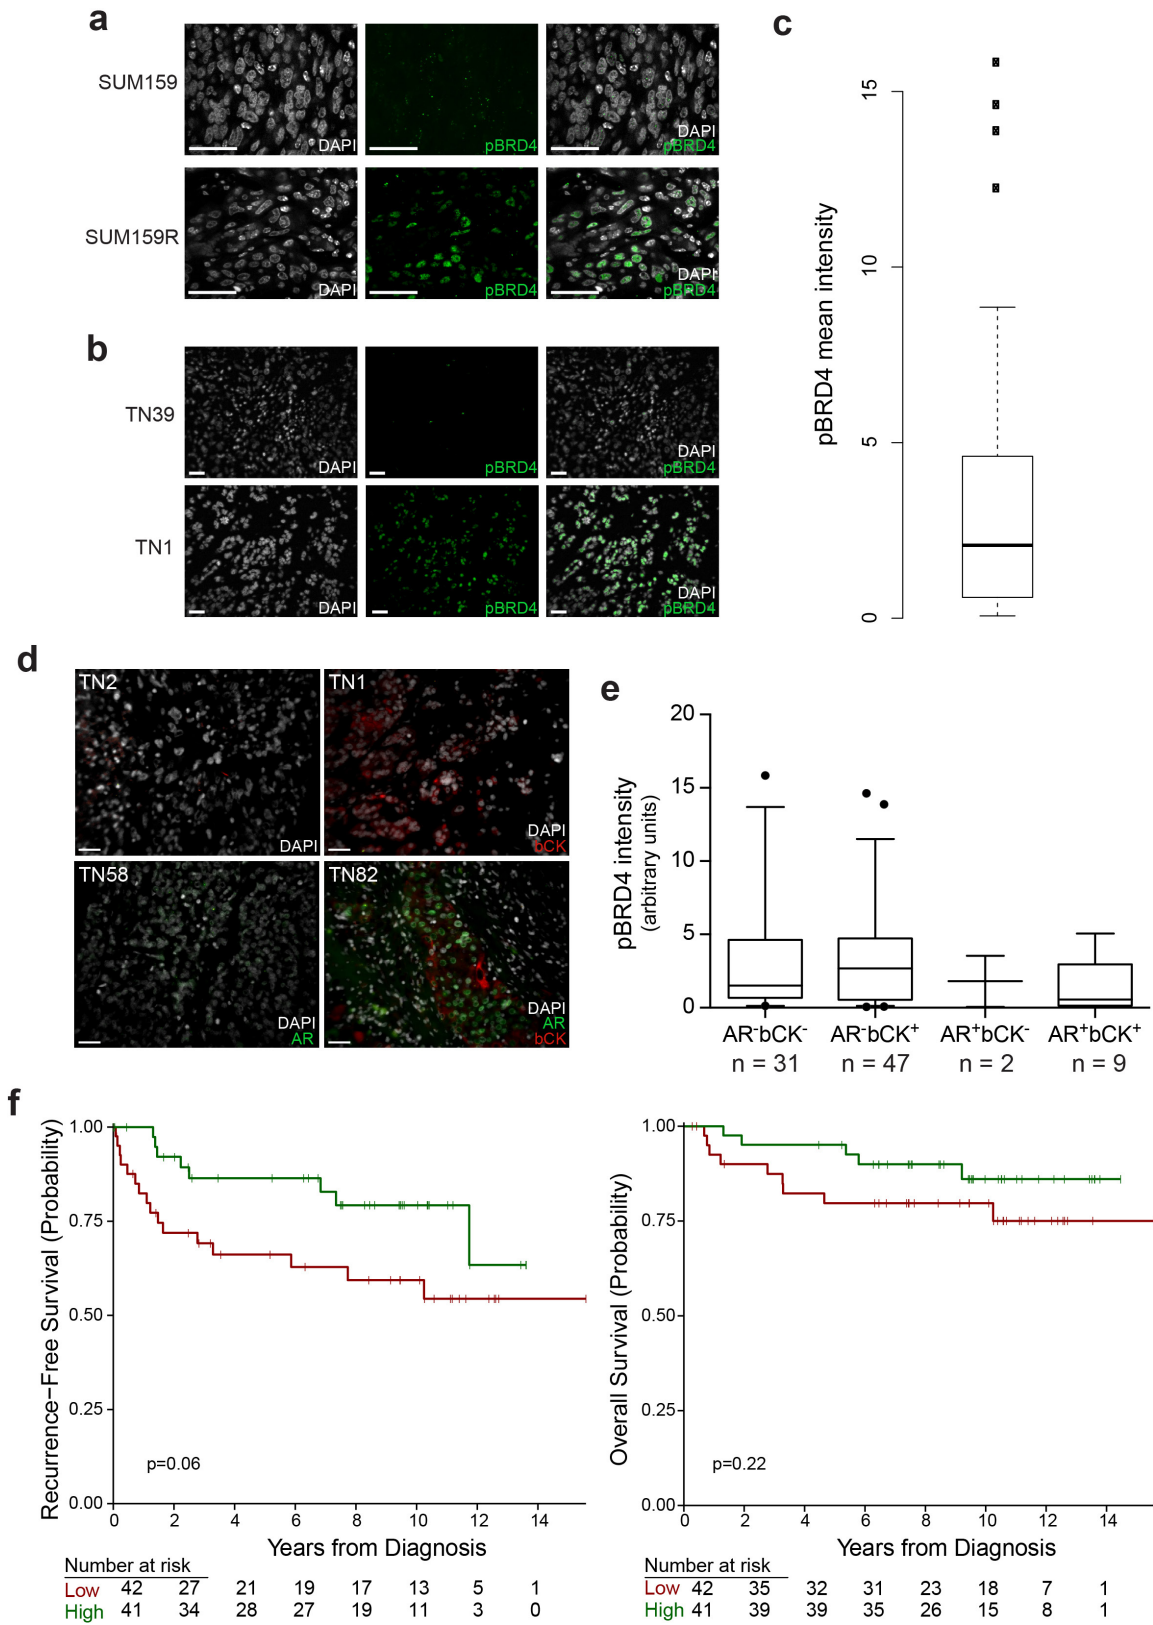 a
SUM159
DAPI
pBRD4
DAPI
pBRD4
SUM159R
DAPI
pBRD4
DAPI
pBRD4
b
TN39
DAPI
pBRD4
DAPI
pBRD4
TN1
DAPI
pBRD4
DAPI
pBRD4
c
pBRD4 mean intensity
15
10
5
0
d
TN2
DAPI
TN1
DAPI
bCK
TN58
DAPI
AR
TN82
DAPI
AR
bCK
e
pBRD4 intensity
(arbitrary units)
20
15
10
5
0
AR⁻bCK⁻ AR⁻bCK⁺ AR⁺bCK⁻ AR⁺bCK⁺
n = 31 n = 47 n = 2 n = 9
f
Recurrence−Free Survival (Probability)
1.00
0.75
0.50
0.25
0.00
p=0.06
0 2 4 6 8 10 12 14
Years from Diagnosis
Number at risk
Low 42 27 21 19 17 13 5 1
High 41 34 28 27 19 11 3 0
Overall Survival (Probability)
1.00
0.75
0.50
0.25
0.00
p=0.22
0 2 4 6 8 10 12 14
Years from Diagnosis
Number at risk
Low 42 35 32 31 23 18 7 1
High 41 39 39 35 26 15 8 1